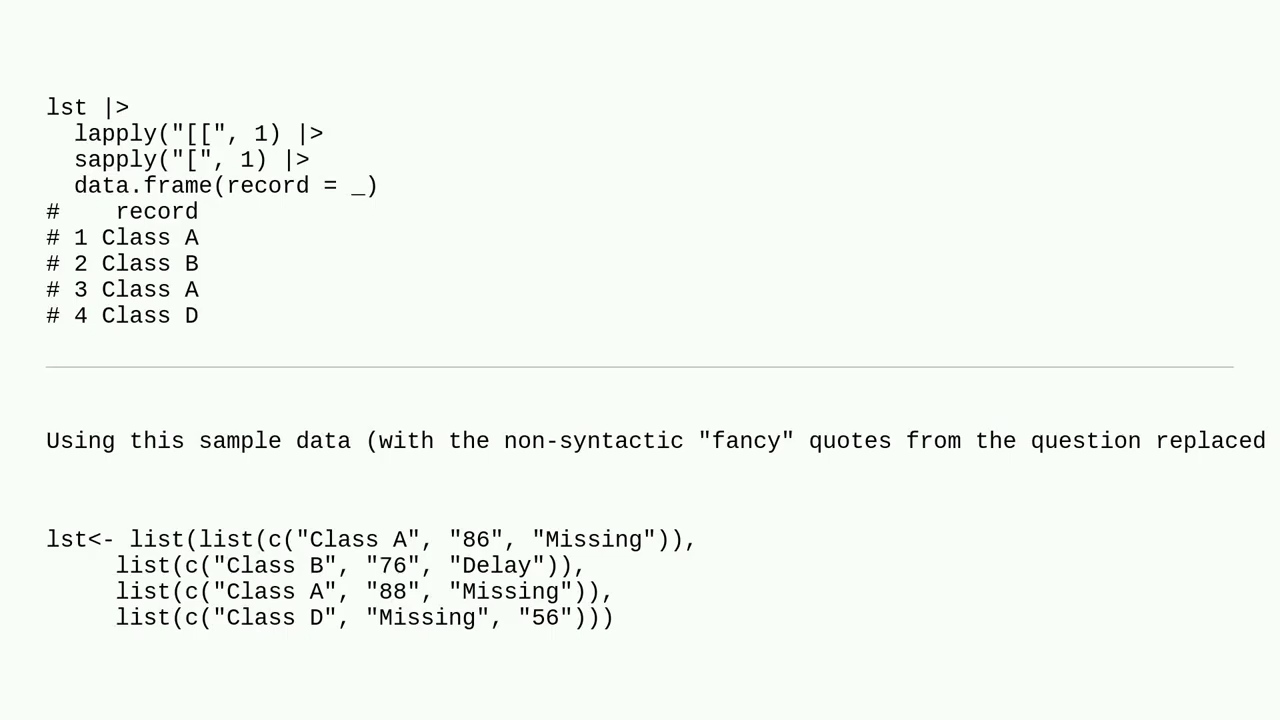 lst |>
  lapply("[[", 1) |>
  sapply("[", 1) |>
  data.frame(record = _)
#    record
# 1 Class A
# 2 Class B
# 3 Class A
# 4 Class D
Using this sample data (with the non-syntactic "fancy" quotes from the question replaced
lst<- list(list(c("Class A", "86", "Missing")),
     list(c("Class B", "76", "Delay")),
     list(c("Class A", "88", "Missing")),
     list(c("Class D", "Missing", "56")))